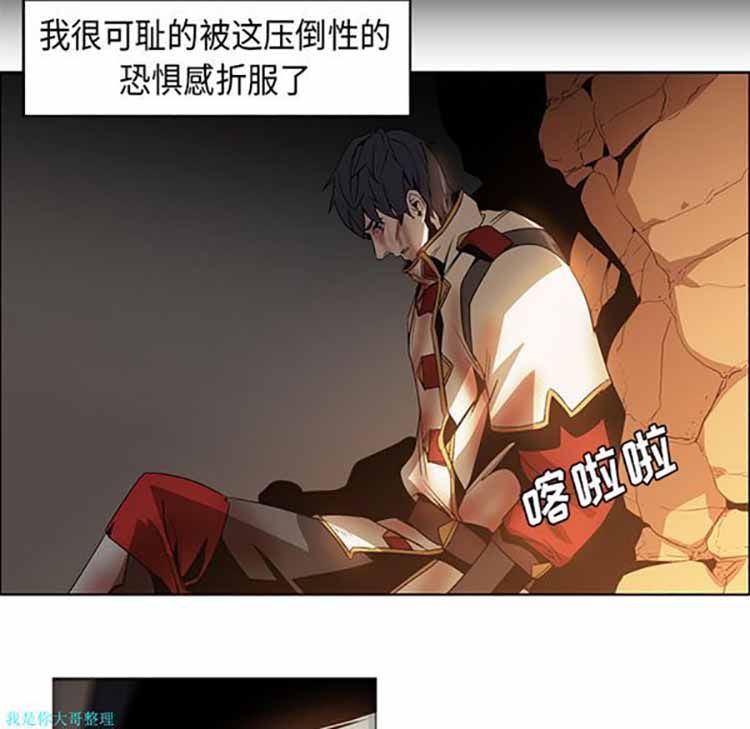 我很可耻的被这压倒性的
恐惧感折服了
喀啦啦
我是你大哥整理